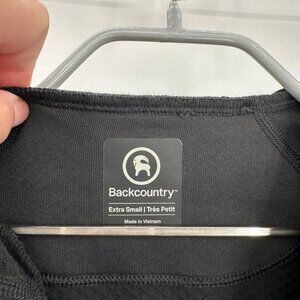 Backcountry™
Extra Small | Très Petit
Made in Vietnam